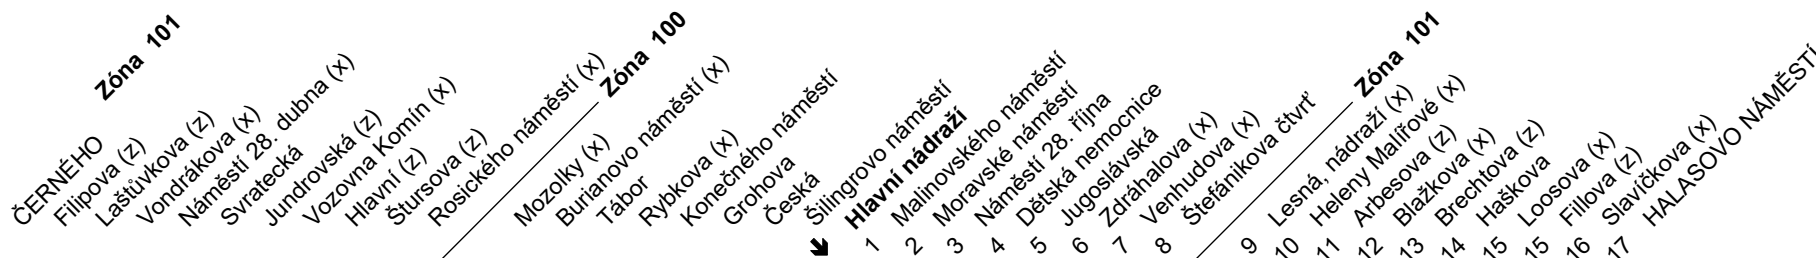 Zóna 101
ČERNÉHO
Filipova (z)
Laštůvkova (z)
Vondrákova (x)
Náměstí 28. dubna (x)
Svratecká
Jundrovská (z)
Vozovna Komín (x)
Hlavní (z)
Štursova (z)
Rosického náměstí (x)
Zóna 100
Mozolky (x)
Burianovo náměstí (x)
Tábor
Rybkova (x)
Konečného náměstí
Grohova
Česká
Šilingrovo náměstí
Hlavní nádraží
1 Malinovského náměstí
2 Moravské náměstí
3 Náměstí 28. října
4 Dětská nemocnice
5 Jugoslávská
6 Zdráhalova (x)
7 Venhudova (x)
8 Štefánikova čtvrť
Zóna 101
9 Lesná, nádraží (x)
10 Heleny Malířové (x)
11 Arbesova (z)
12 Blažkova (x)
13 Brechtova (z)
14 Haškova
15 Loosova (x)
15 Fillova (z)
16 Slavíčkova (x)
17 HALASOVO NÁMĚSTÍ